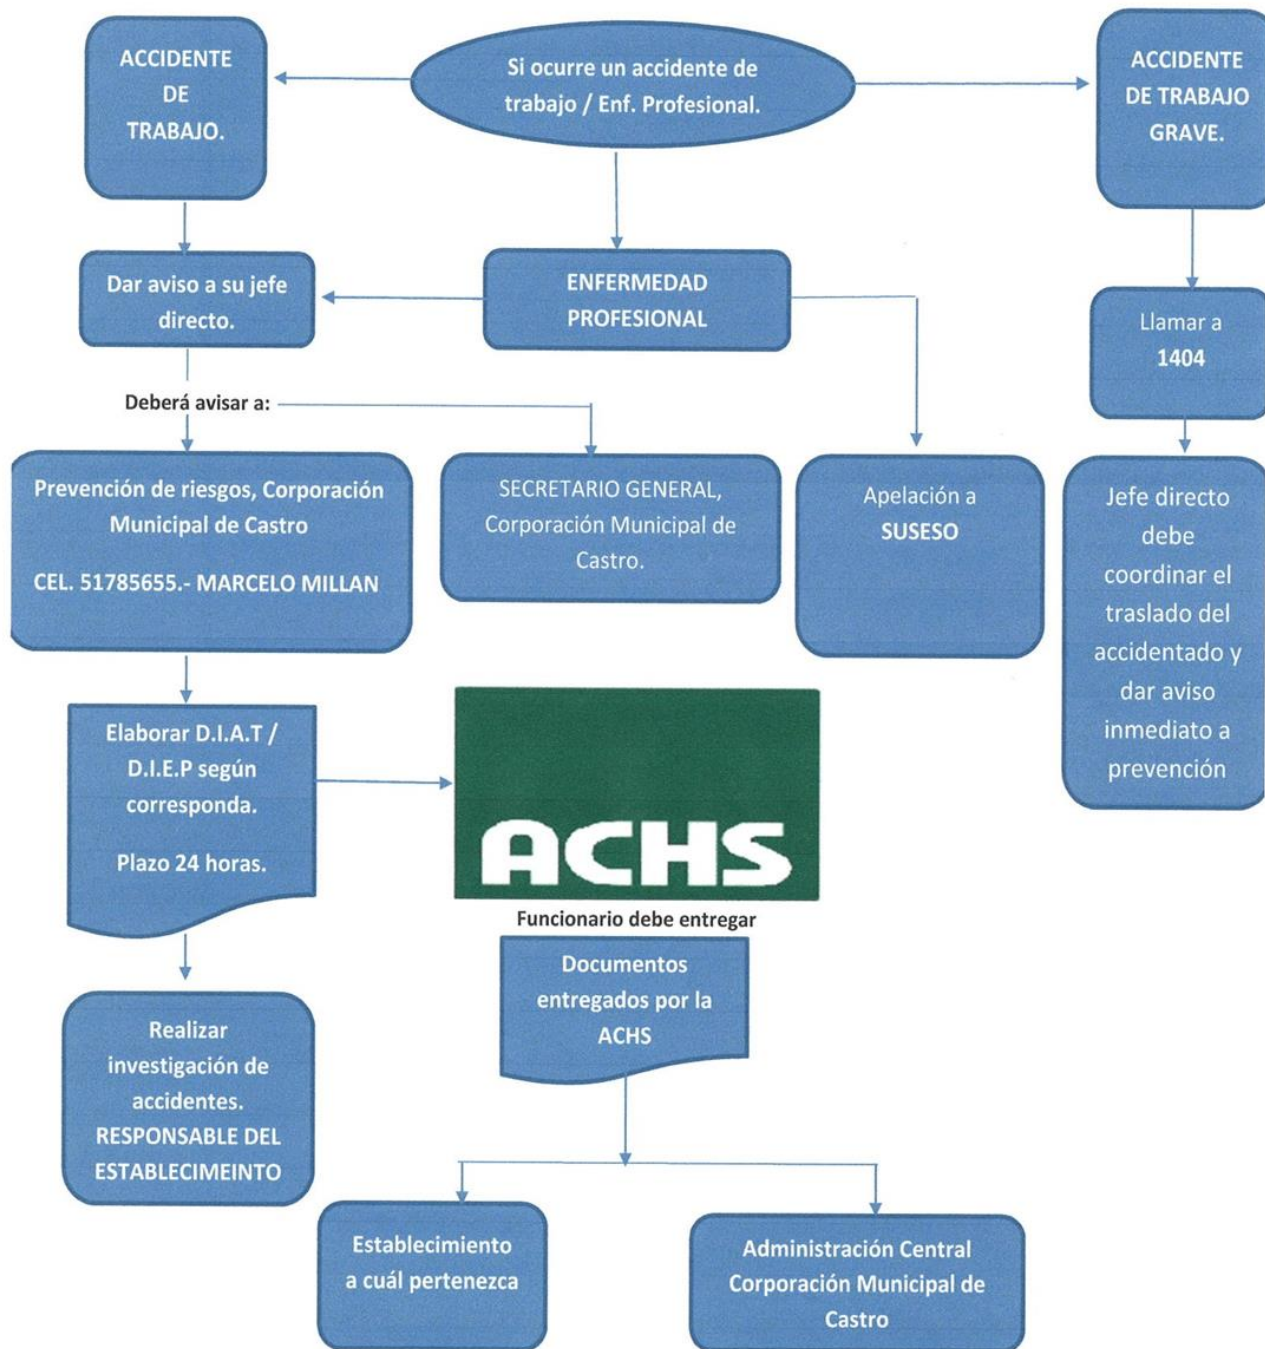 ACCIDENTE
DE
TRABAJO.
Si ocurre un accidente de
trabajo / Enf. Profesional.
ACCIDENTE
DE TRABAJO
GRAVE.
Dar aviso a su jefe
directo.
ENFERMEDAD
PROFESIONAL
Llamar a
1404
Deberá avisar a:
Prevención de riesgos, Corporación
Municipal de Castro
CEL. 51785655.- MARCELO MILLAN
SECRETARIO GENERAL,
Corporación Municipal de
Castro.
Apelación a
SUSESO
Jefe directo
debe
coordinar el
traslado del
accidentado y
dar aviso
inmediato a
prevención
Elaborar D.I.A.T /
D.I.E.P según
corresponda.
Plazo 24 horas.
ACHS
Funcionario debe entregar
Documentos
entregados por la
ACHS
Realizar
investigación de
accidentes.
RESPONSABLE DEL
ESTABLECIMEINTO
Establecimiento
a cuál pertenezca
Administración Central
Corporación Municipal de
Castro